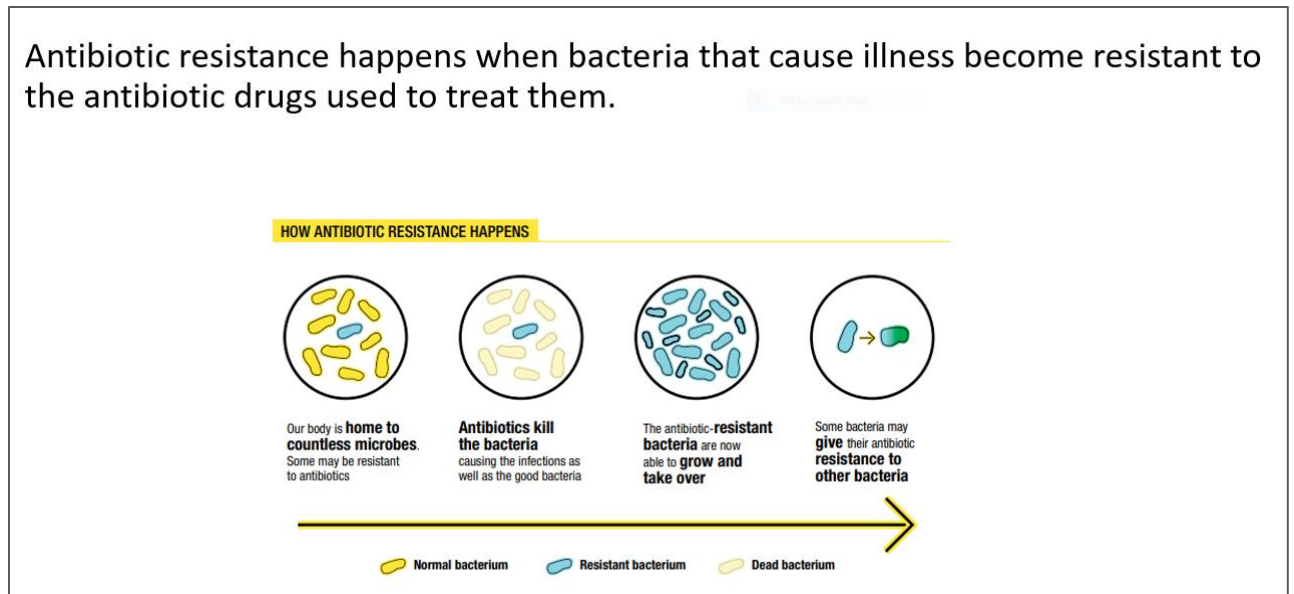 Antibiotic resistance happens when bacteria that cause illness become resistant to
the antibiotic drugs used to treat them.
HOW ANTIBIOTIC RESISTANCE HAPPENS
Our body is home to
countless microbes.
Some may be resistant
to antibiotics
Antibiotics kill
the bacteria
causing the infections as
well as the good bacteria
The antibiotic-resistant
bacteria are now
able to grow and
take over
Some bacteria may
give their antibiotic
resistance to
other bacteria
Normal bacterium
Resistant bacterium
Dead bacterium